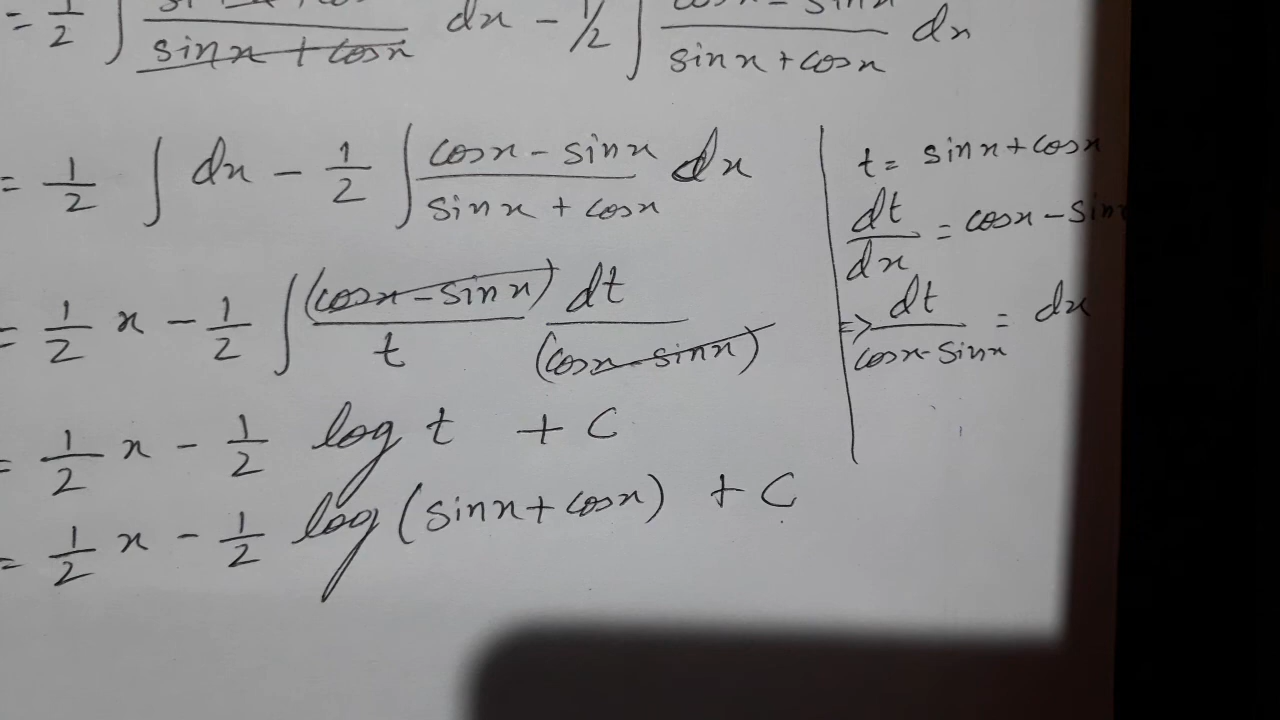 = 1/2 ∫ / sinx + cosx dx - 1/2 ∫ cosx - sinx / sinx + cosx dx
= 1/2 ∫ dx - 1/2 ∫ cosx - sinx / sinx + cosx dx
= 1/2 x - 1/2 ∫ (cosx - sinx) / t dt / (cosx - sinx)
= 1/2 x - 1/2 log t + C
= 1/2 x - 1/2 log (sinx + cosx) + C
t = sinx + cosx
dt/dx = cosx - sinx
=> dt / cosx - sinx = dx